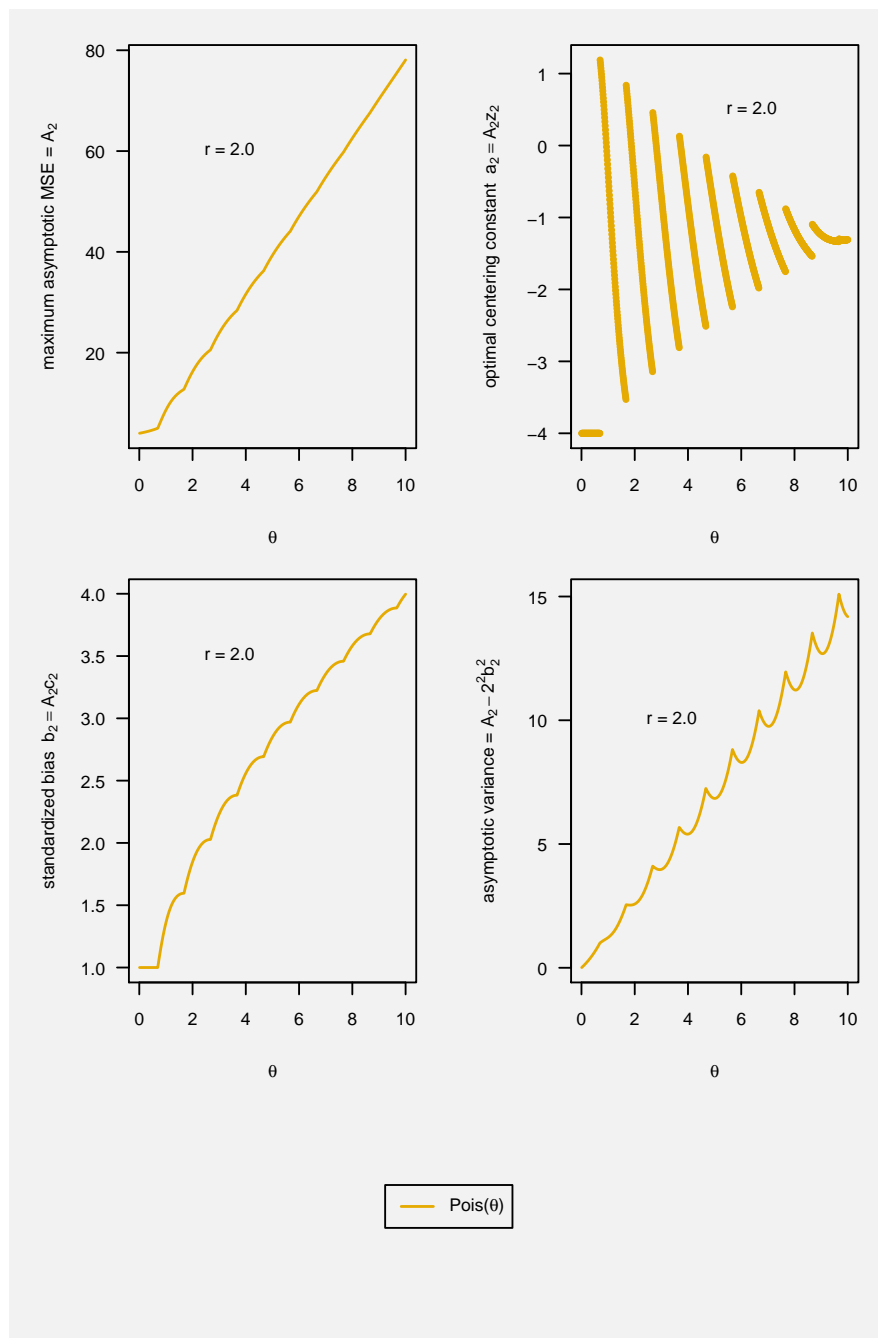 maximum asymptotic MSE = A₂
80
60
40
20
r = 2.0
0 2 4 6 8 10
θ
optimal centering constant a₂ = A₂z₂
1
0
−1
−2
−3
−4
r = 2.0
0 2 4 6 8 10
θ
standardized bias b₂ = A₂c₂
4.0
3.5
3.0
2.5
2.0
1.5
1.0
r = 2.0
0 2 4 6 8 10
θ
asymptotic variance = A₂ − 2²b₂²
15
10
5
0
r = 2.0
0 2 4 6 8 10
θ
Pois(θ)